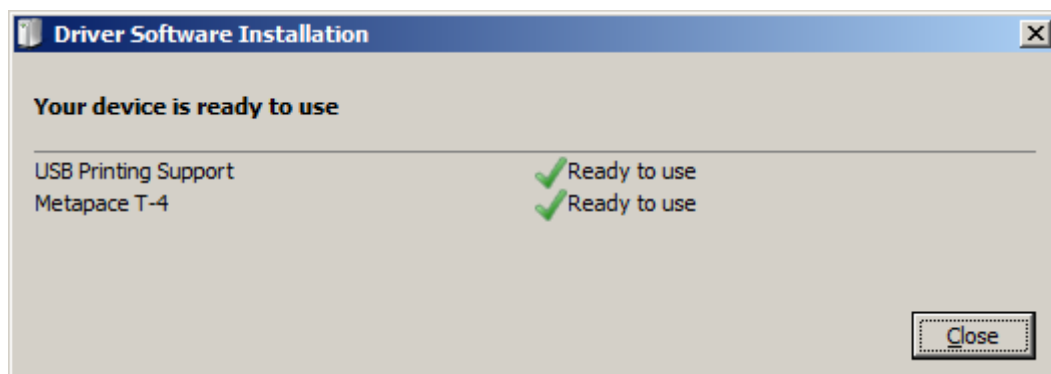 Driver Software Installation
Your device is ready to use
USB Printing Support Ready to use
Metapace T-4 Ready to use
Close